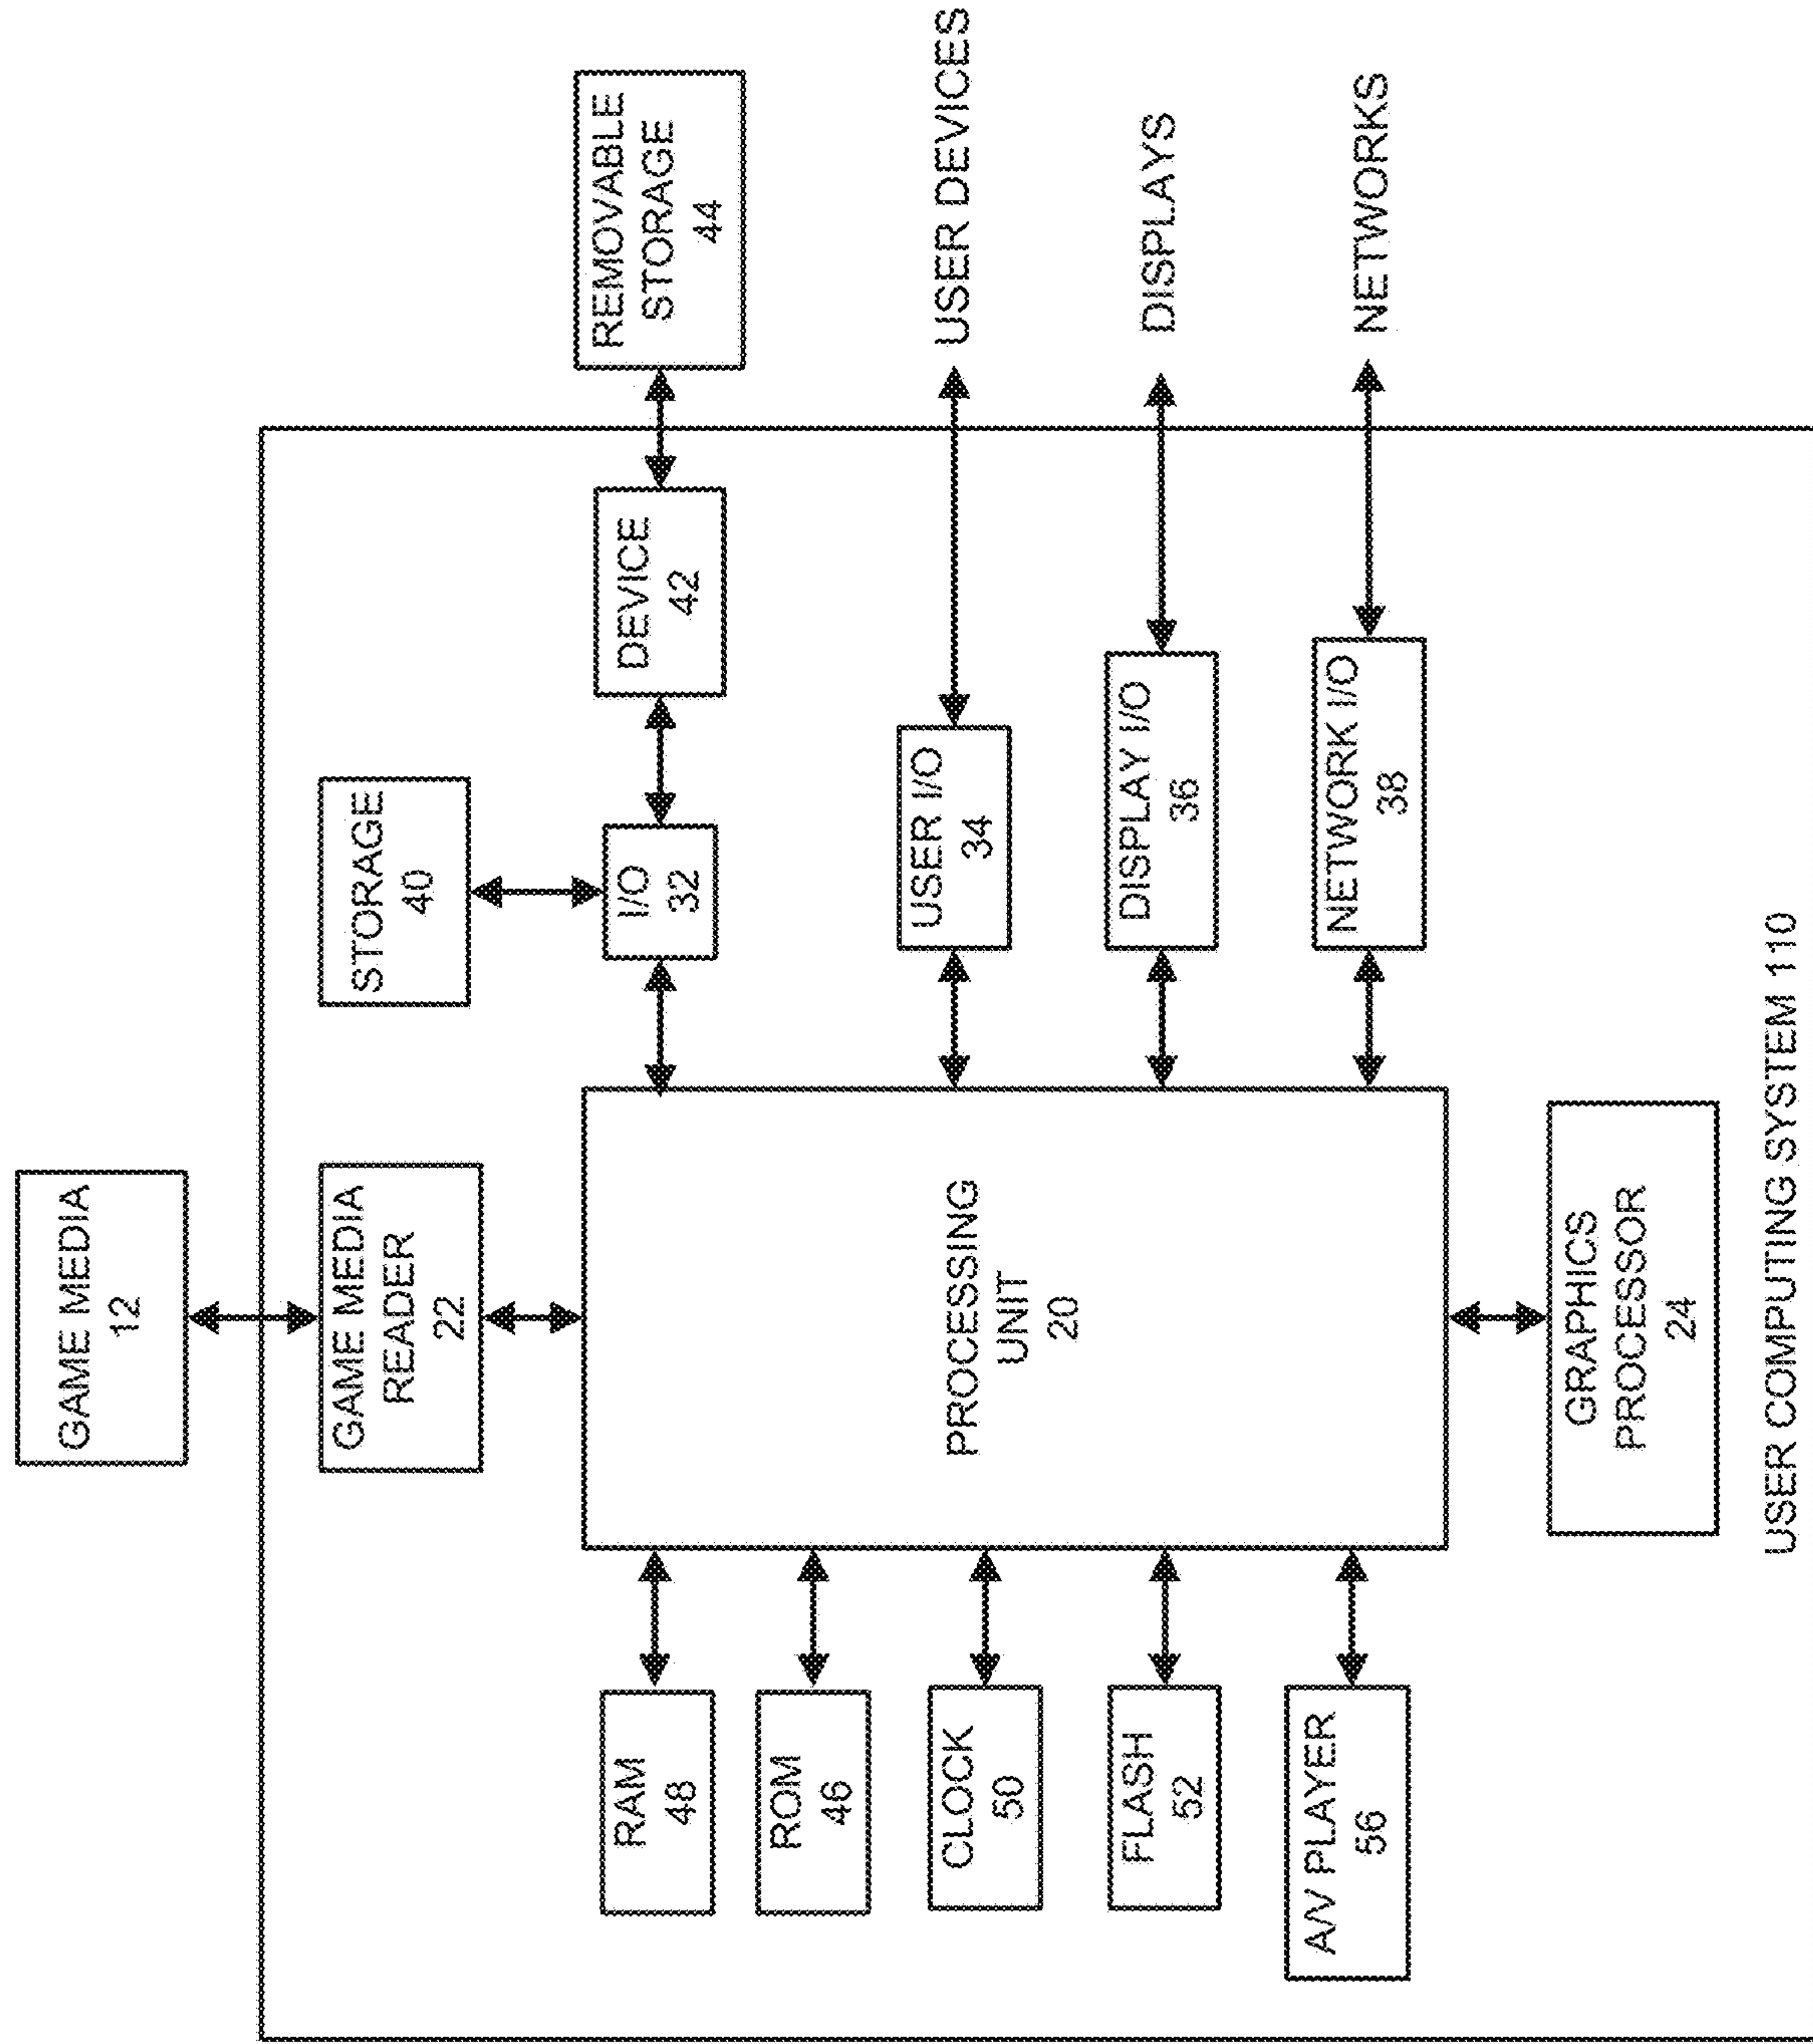 GAME MEDIA
12
GAME MEDIA
READER
22
STORAGE
40
RAM
48
I/O
32
DEVICE
42
REMOVABLE
STORAGE
44
ROM
46
PROCESSING
UNIT
20
USER I/O
34
USER DEVICES
CLOCK
50
DISPLAY I/O
36
DISPLAYS
FLASH
52
NETWORK I/O
38
NETWORKS
A/V PLAYER
56
GRAPHICS
PROCESSOR
24
USER COMPUTING SYSTEM 110